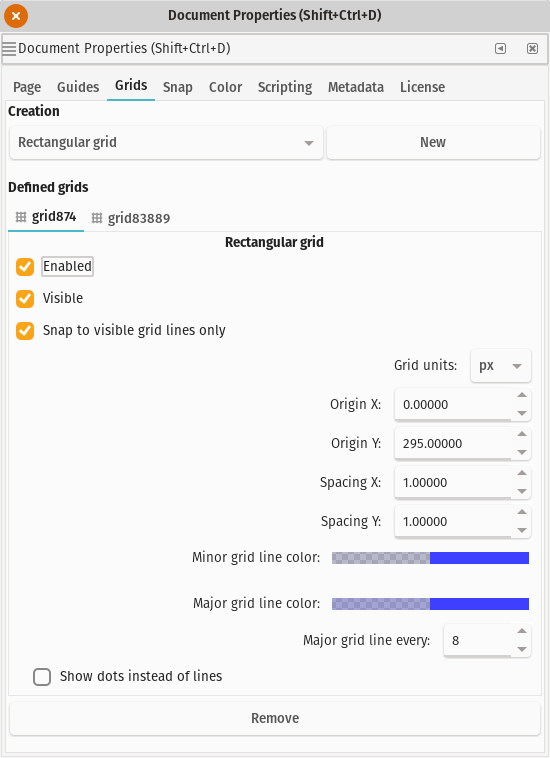 Document Properties (Shift+Ctrl+D)
Document Properties (Shift+Ctrl+D)
Page Guides Grids Snap Color Scripting Metadata License
Creation
Rectangular grid New
Defined grids
grid874 grid83889
Rectangular grid
Enabled
Visible
Snap to visible grid lines only
Grid units: px
Origin X: 0.00000
Origin Y: 295.00000
Spacing X: 1.00000
Spacing Y: 1.00000
Minor grid line color:
Major grid line color:
Major grid line every: 8
Show dots instead of lines
Remove